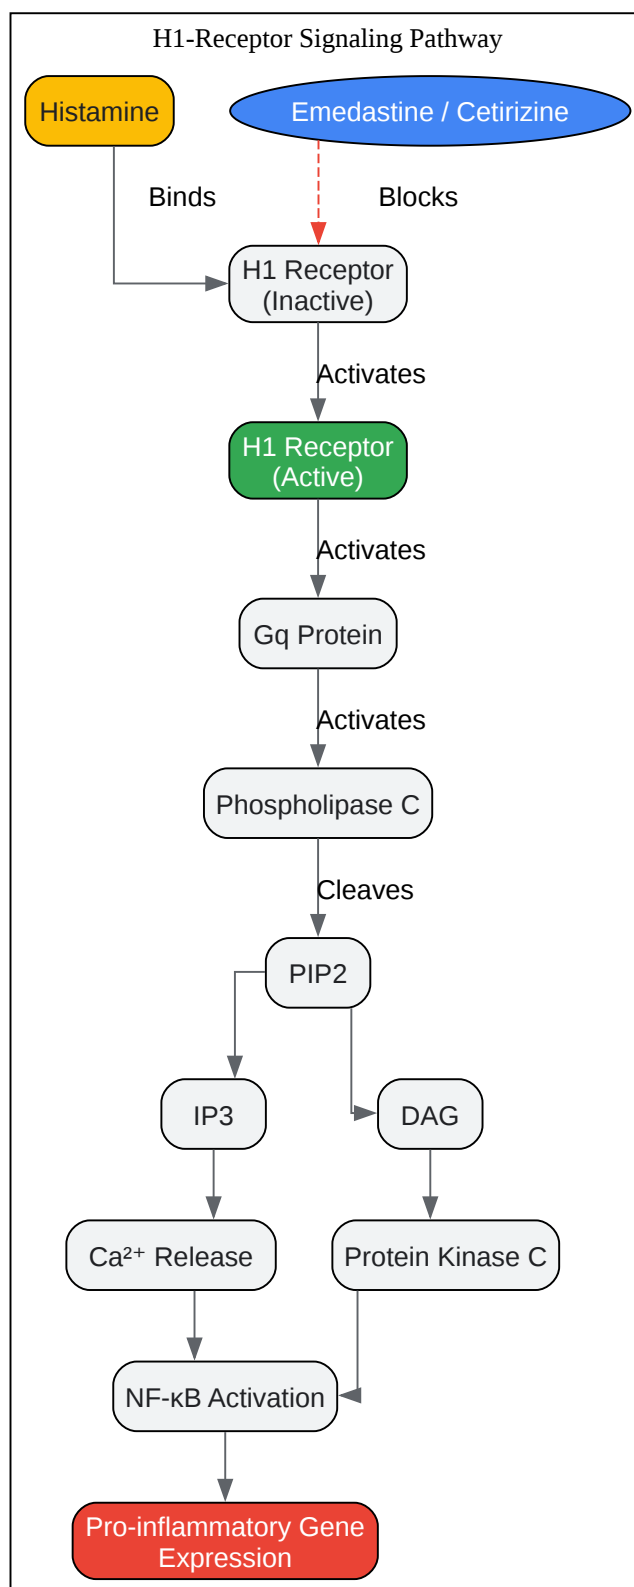 H1-Receptor Signaling Pathway
Histamine
Emedastine / Cetirizine
Binds
Blocks
H1 Receptor
(Inactive)
Activates
H1 Receptor
(Active)
Activates
Gq Protein
Activates
Phospholipase C
Cleaves
PIP2
IP3
DAG
Ca²⁺ Release
Protein Kinase C
NF-κB Activation
Pro-inflammatory Gene
Expression